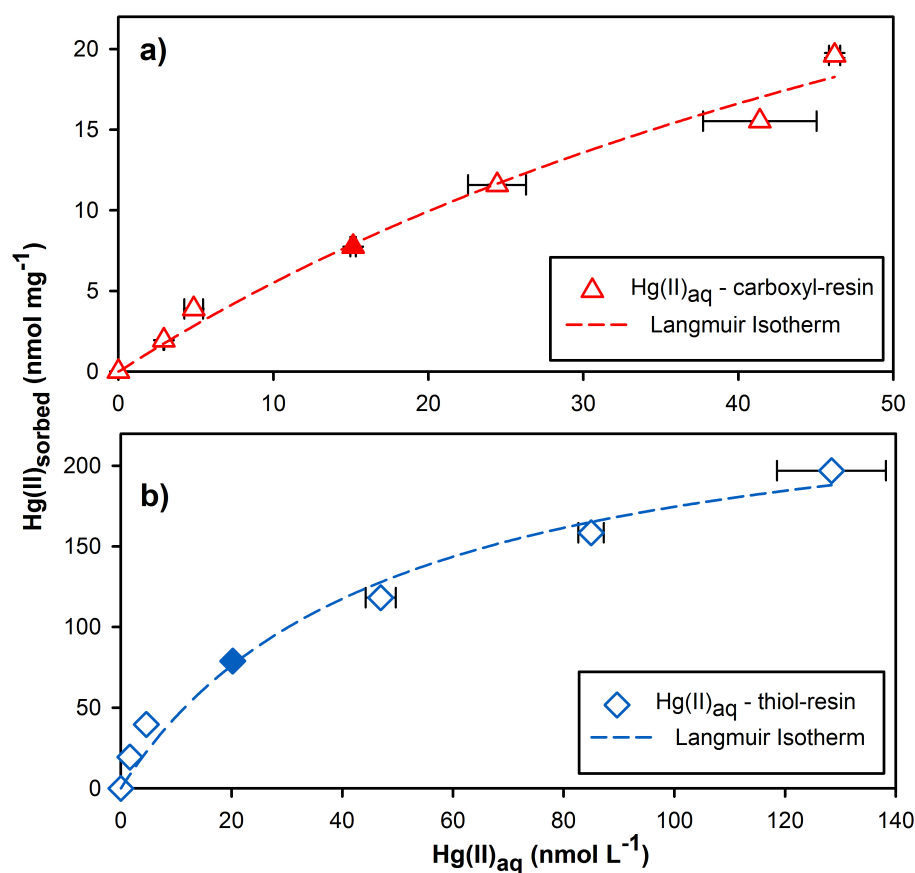 a)
20
15
10
5
0
Hg(II)aq - carboxyl-resin
Langmuir Isotherm
0 10 20 30 40 50
Hg(II)sorbed (nmol mg-1)
b)
200
150
100
50
0
Hg(II)aq - thiol-resin
Langmuir Isotherm
0 20 40 60 80 100 120 140
Hg(II)aq (nmol L-1)